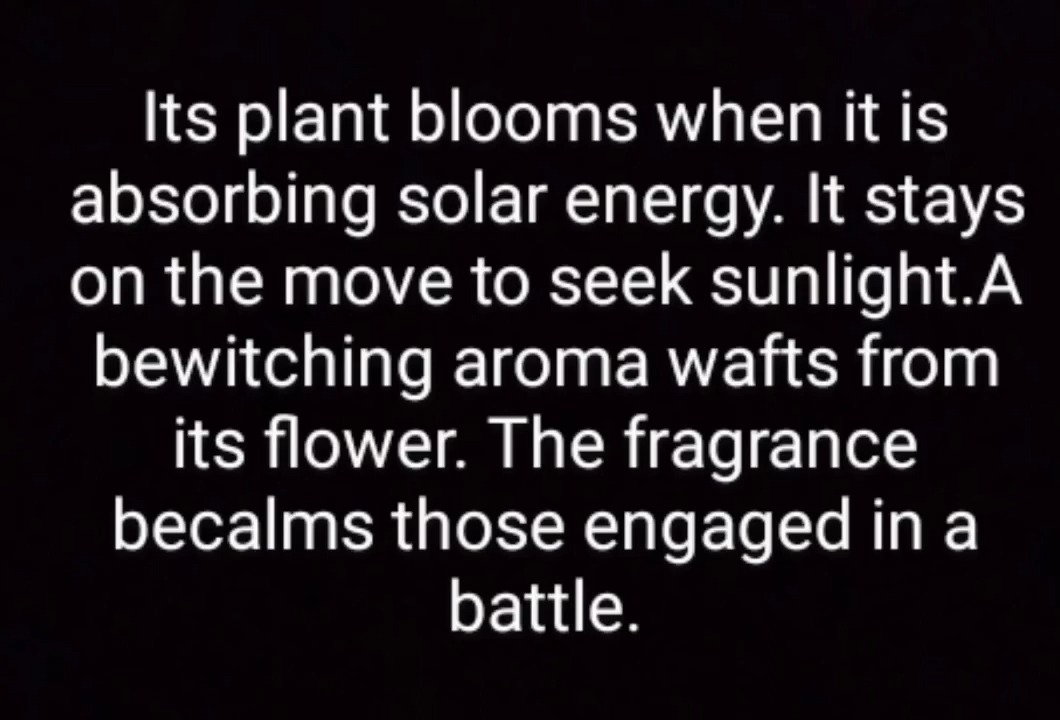 Its plant blooms when it is
absorbing solar energy. It stays
on the move to seek sunlight.A
bewitching aroma wafts from
its flower. The fragrance
becalms those engaged in a
battle.